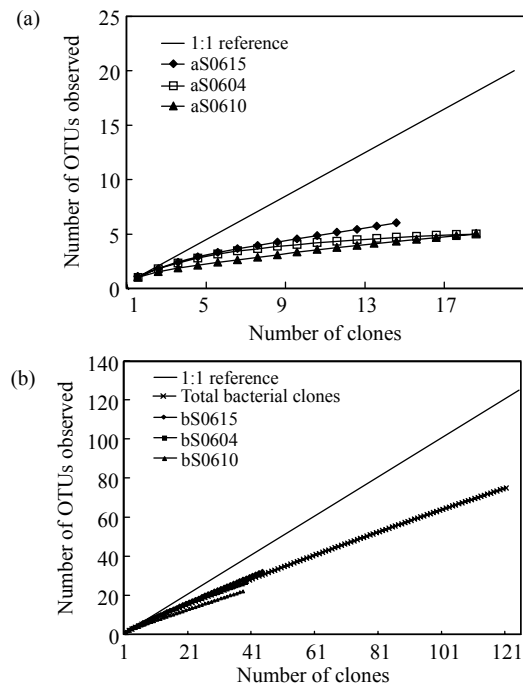 (a)
1:1 reference
aS0615
aS0604
aS0610
25
20
15
10
5
0
Number of OTUs observed
1 5 9 13 17
Number of clones
(b)
1:1 reference
Total bacterial clones
bS0615
bS0604
bS0610
140
120
100
80
60
40
20
0
Number of OTUs observed
1 21 41 61 81 101 121
Number of clones